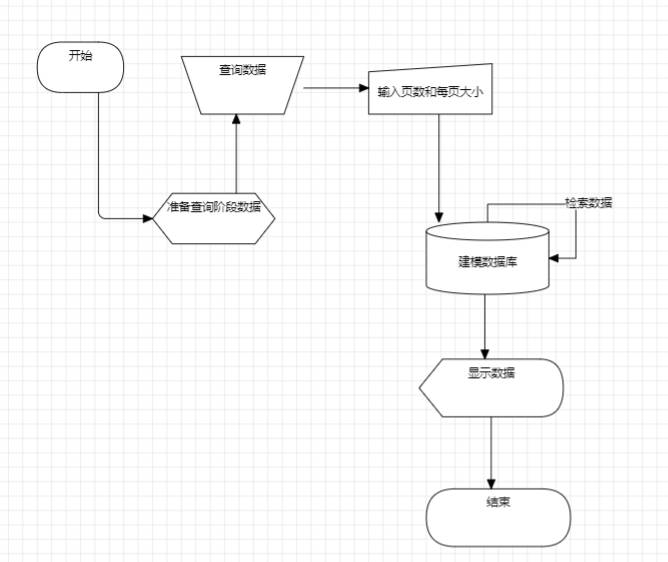 开始
查询数据
输入页数和每页大小
准备查询阶段数据
检索数据
建模数据库
显示数据
结束